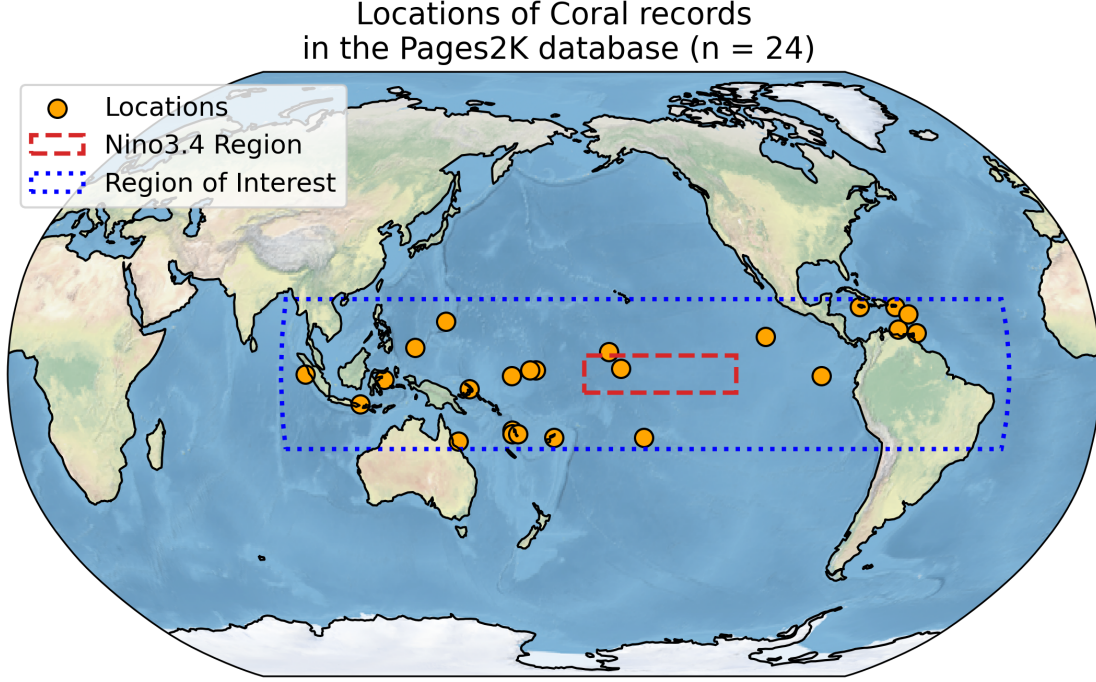 Locations of Coral records
in the Pages2K database (n = 24)
Locations
Nino3.4 Region
Region of Interest